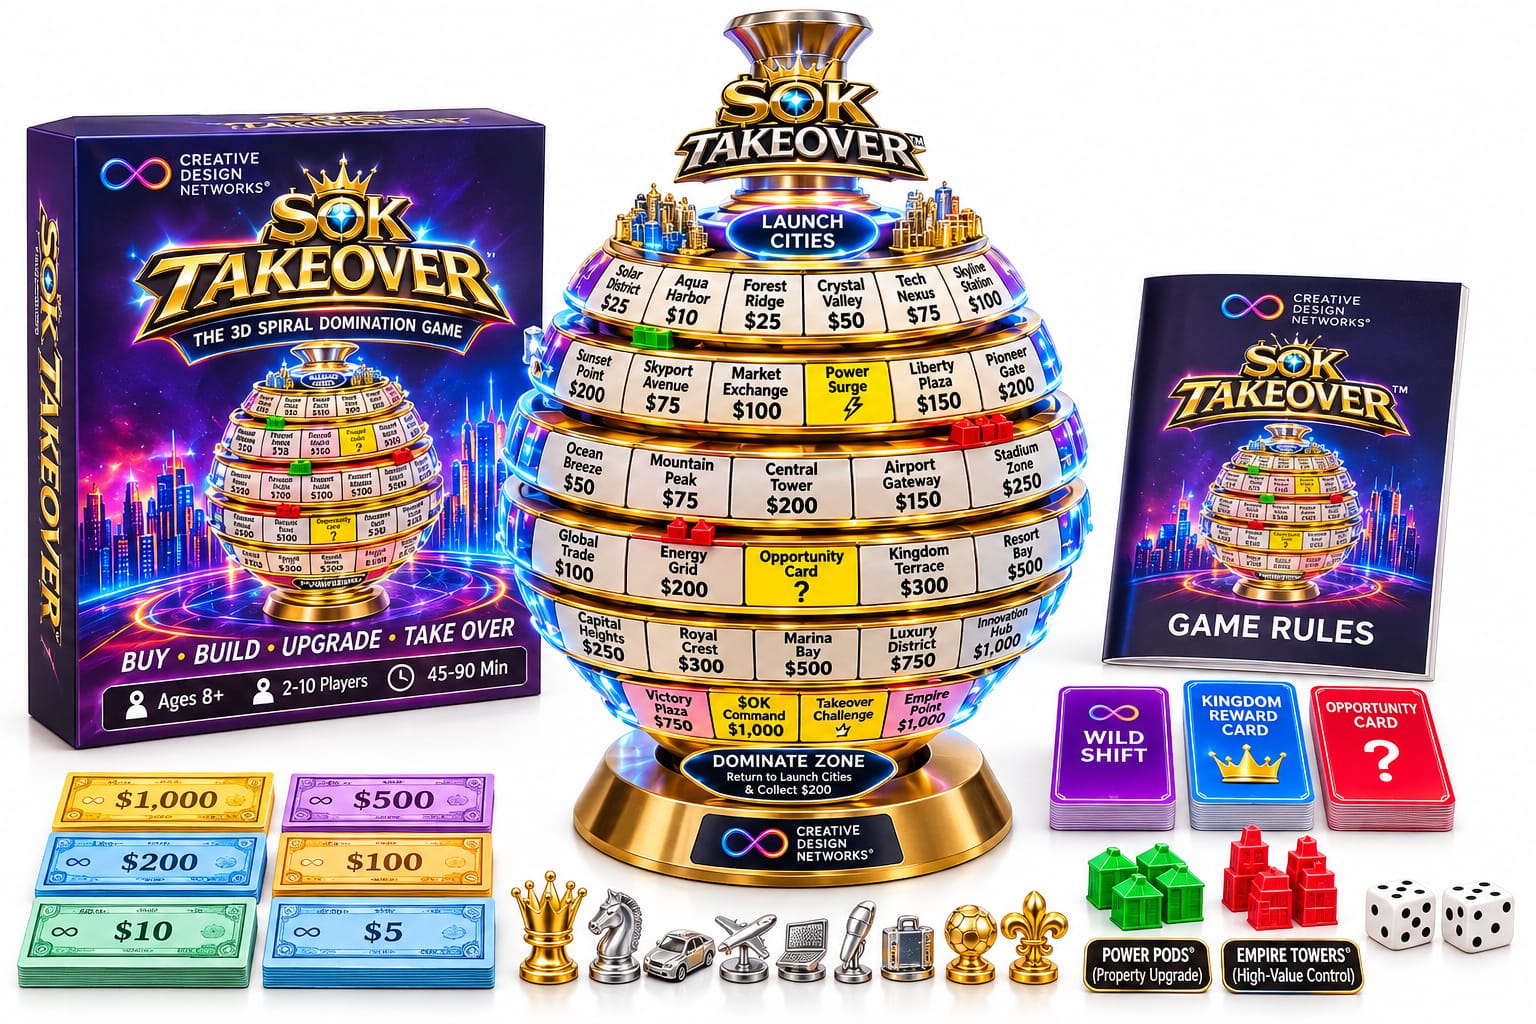 CREATIVE
DESIGN
NETWORKS®
$OK
TAKEOVER
THE 3D SPIRAL DOMINATION GAME
BUY • BUILD • UPGRADE • TAKE OVER
Ages 8+
2-10 Players
45-90 Min
$OK TAKEOVER
$OK
TAKEOVER™
LAUNCH
CITIES
Solar
District
$25
Aqua
Harbor
$10
Forest
Ridge
$25
Crystal
Valley
$50
Tech
Nexus
$75
Skyline
Station
$100
Sunset
Point
$200
Skyport
Avenue
$75
Market
Exchange
$100
Power
Surge
Liberty
Plaza
$150
Pioneer
Gate
$200
Ocean
Breeze
$50
Mountain
Peak
$75
Central
Tower
$200
Airport
Gateway
$150
Stadium
Zone
$250
Global
Trade
$100
Energy
Grid
$200
Opportunity
Card
?
Kingdom
Terrace
$300
Resort
Bay
$500
Capital
Heights
$250
Royal
Crest
$300
Marina
Bay
$500
Luxury
District
$750
Innovation
Hub
$1,000
Victory
Plaza
$750
$OK
Command
$1,000
Takeover
Challenge
Empire
Point
$1,000
DOMINATE ZONE
Return to Launch Cities
& Collect $200
CREATIVE
DESIGN
NETWORKS®
CREATIVE
DESIGN
NETWORKS®
$OK
TAKEOVER™
GAME RULES
WILD
SHIFT
KINGDOM
REWARD
CARD
OPPORTUNITY
CARD
?
$1,000
$500
$200
$100
$10
$5
POWER PODS®
(Property Upgrade)
EMPIRE TOWERS®
(High-Value Control)